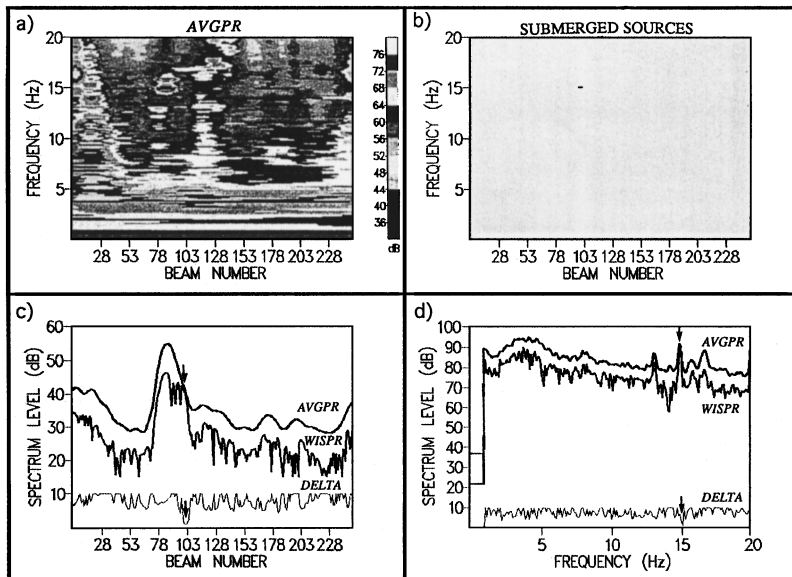 a)
AVGPR
FREQUENCY (Hz)
20
15
10
5
28 53 78 103 128 153 178 203 228
BEAM NUMBER
76
72
68
64
60
56
52
48
44
40
36
dB
b)
SUBMERGED SOURCES
FREQUENCY (Hz)
20
15
10
5
28 53 78 103 128 153 178 203 228
BEAM NUMBER
c)
SPECTRUM LEVEL (dB)
60
50
40
30
20
10
AVGPR
WISPR
DELTA
28 53 78 103 128 153 178 203 228
BEAM NUMBER
d)
SPECTRUM LEVEL (dB)
100
90
80
70
60
50
40
30
20
10
AVGPR
WISPR
DELTA
5 10 15 20
FREQUENCY (Hz)